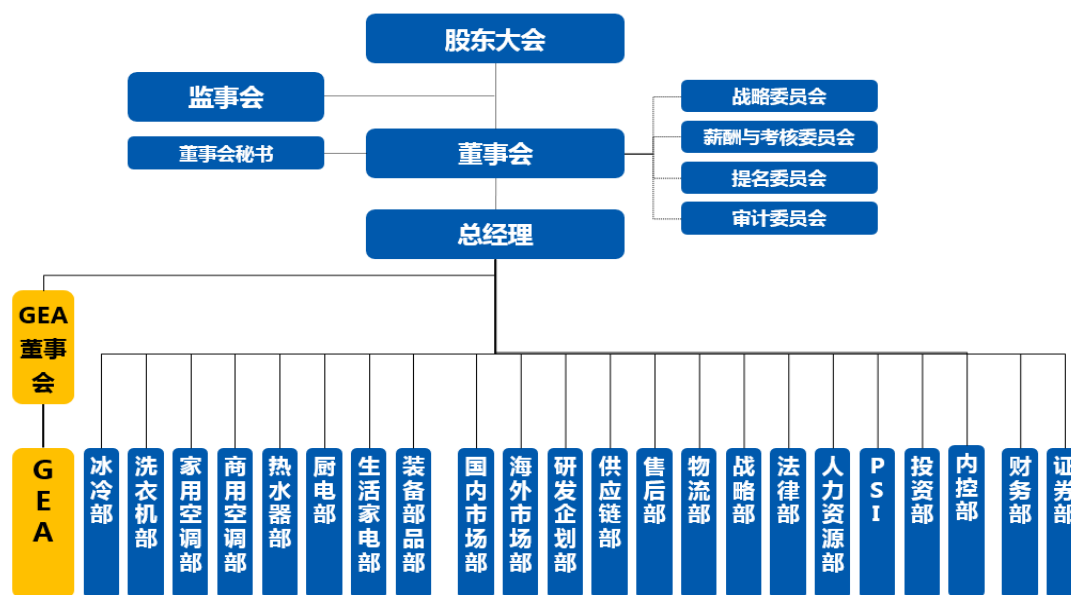 股东大会
监事会
战略委员会
薪酬与考核委员会
董事会秘书
董事会
提名委员会
审计委员会
总经理
GEA
董事
会
GEA
冰冷部
洗衣机部
家用空调部
商用空调部
热水器部
厨电部
生活家电部
装备部品部
国内市场部
海外市场部
研发企划部
供应链部
售后部
物流部
战略部
法律部
人力资源部
PSI
投资部
内控部
财务部
证券部